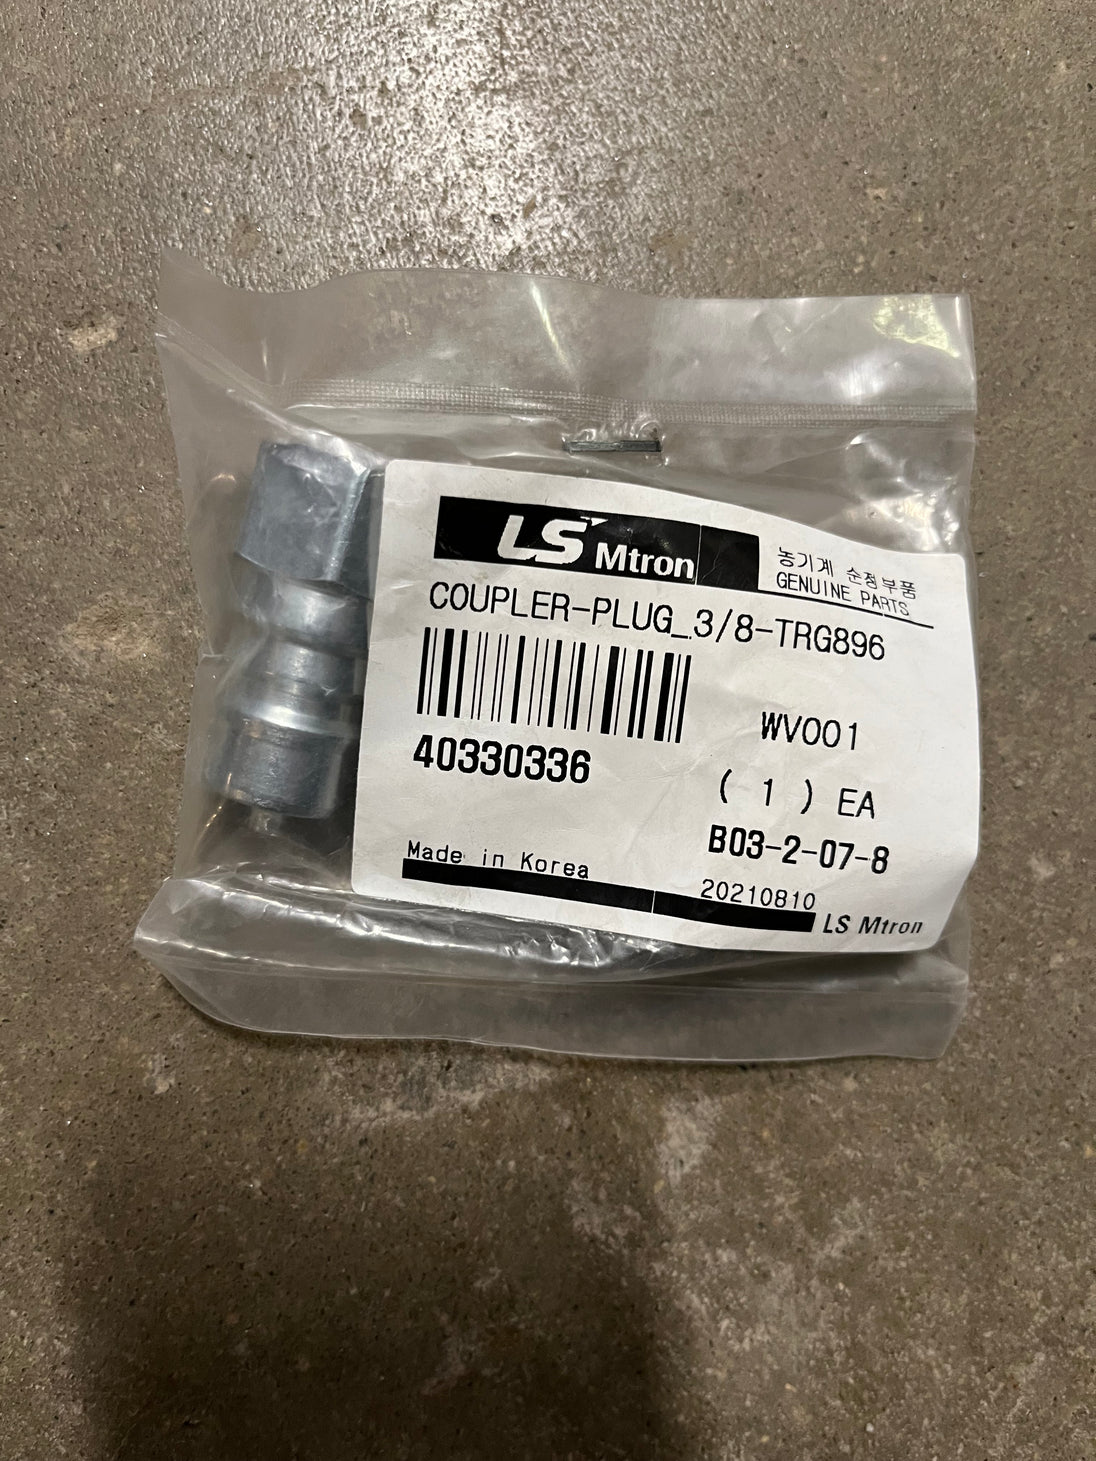 LS Mtron
농기계 순정부품
GENUINE PARTS
COUPLER-PLUG_3/8-TRG896
40330336
WV001
( 1 ) EA
B03-2-07-8
Made in Korea
20210810
LS Mtron